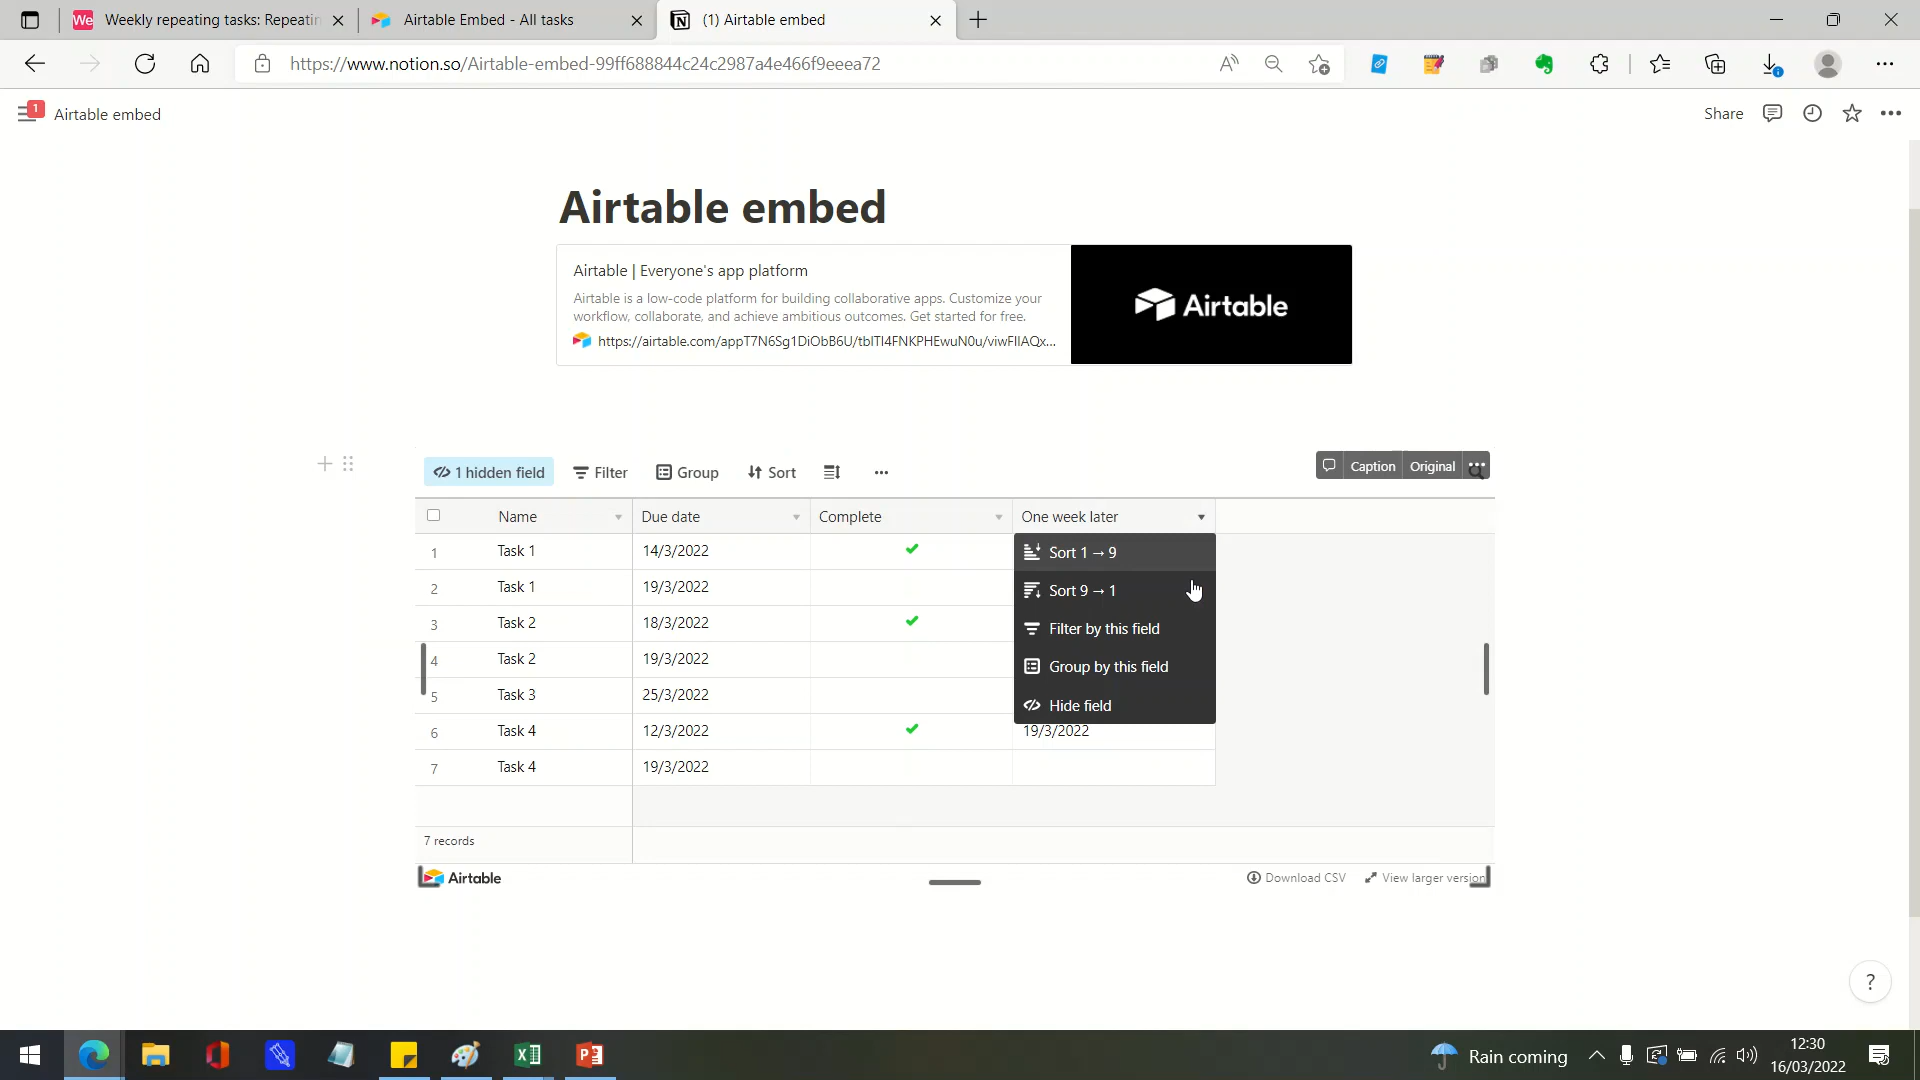 We Weekly repeating tasks: Repeatin
Airtable Embed - All tasks
(1) Airtable embed
https://www.notion.so/Airtable-embed-99ff688844c24c2987a4e466f9eeea72
1 Airtable embed
Share
Airtable embed
Airtable | Everyone's app platform
Airtable is a low-code platform for building collaborative apps. Customize your
workflow, collaborate, and achieve ambitious outcomes. Get started for free.
https://airtable.com/appT7N6Sg1DiObB6U/tblTI4FNKPHEwuN0u/viwFIIAQx...
Airtable
1 hidden field Filter Group Sort
Caption Original
Name Due date Complete One week later
1 Task 1 14/3/2022
2 Task 1 19/3/2022
3 Task 2 18/3/2022
4 Task 2 19/3/2022
5 Task 3 25/3/2022
6 Task 4 12/3/2022 19/3/2022
7 Task 4 19/3/2022
Sort 1 → 9
Sort 9 → 1
Filter by this field
Group by this field
Hide field
7 records
Airtable
Download CSV View larger version
?
Rain coming
12:30
16/03/2022